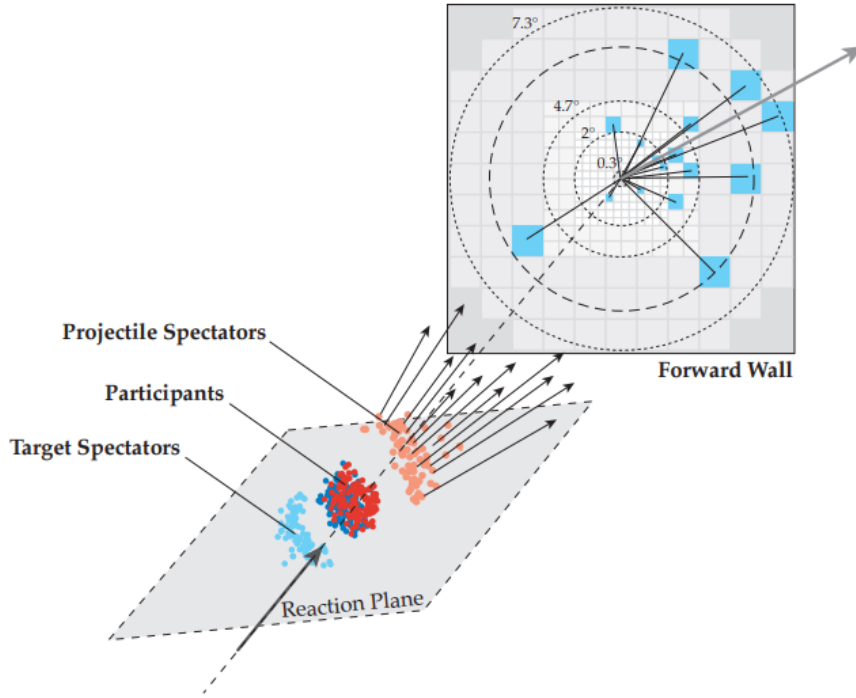 7.3°
4.7°
2°
0.3°
Projectile Spectators
Forward Wall
Participants
Target Spectators
Reaction Plane